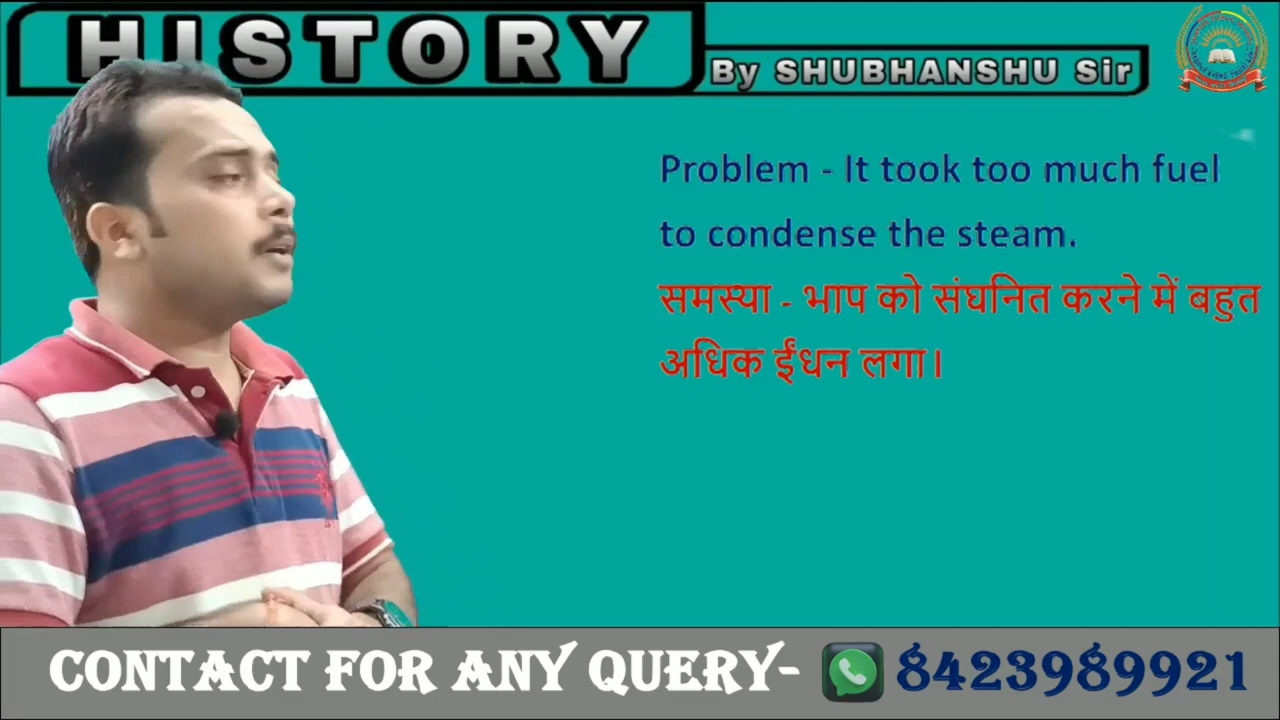 HISTORY
By SHUBHANSHU Sir
Problem - It took too much fuel
to condense the steam.
समस्या - भाप को संघनित करने में बहुत
अधिक ईंधन लगा।
CONTACT FOR ANY QUERY- 8423989921